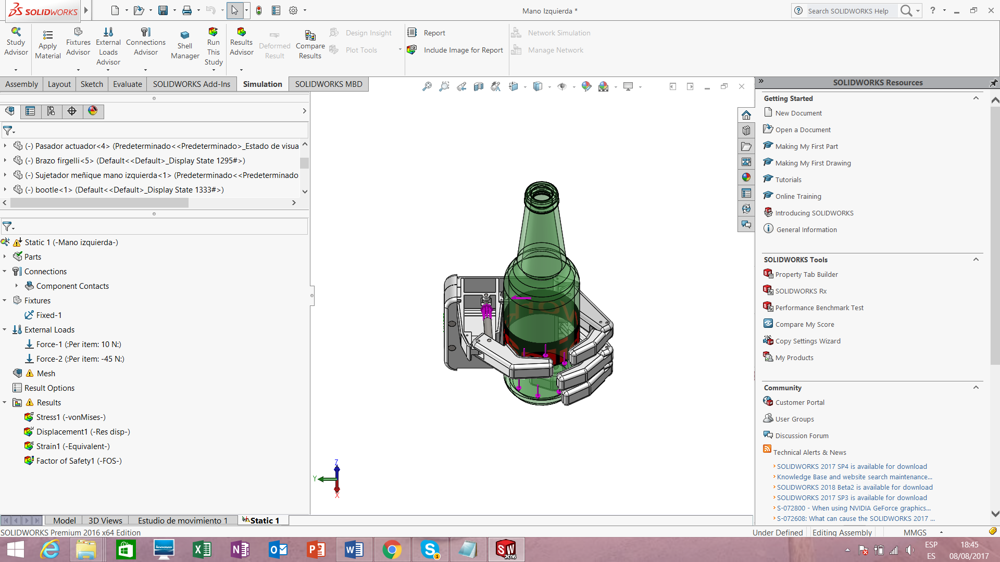 SOLIDWORKS
Mano Izquierda *
Search SOLIDWORKS Help
?
Study Advisor
Apply Material
Fixtures Advisor
External Loads Advisor
Connections Advisor
Shell Manager
Run This Study
Results Advisor
Deformed Result
Compare Results
Design Insight
Plot Tools
Report
Include Image for Report
Network Simulation
Manage Network
Assembly
Layout
Sketch
Evaluate
SOLIDWORKS Add-Ins
Simulation
SOLIDWORKS MBD
(-) Pasador actuador<4> (Predeterminado<<Predeterminado>_Estado de visua
(-) Brazo firgelli<5> (Default<<Default>_Display State 1295#>)
(-) Sujetador meñique mano izquierda<1> (Predeterminado<<Predeterminado
(-) bootle<1> (Default<<Default>_Display State 1333#>)
Static 1 (-Mano izquierda-)
Parts
Connections
Component Contacts
Fixtures
Fixed-1
External Loads
Force-1 (:Per item: 10 N:)
Force-2 (:Per item: -45 N:)
Mesh
Result Options
Results
Stress1 (-vonMises-)
Displacement1 (-Res disp-)
Strain1 (-Equivalent-)
Factor of Safety1 (-FOS-)
Z
Y
X
SOLIDWORKS Resources
Getting Started
New Document
Open a Document
Making My First Part
Making My First Drawing
Tutorials
Online Training
Introducing SOLIDWORKS
General Information
SOLIDWORKS Tools
Property Tab Builder
SOLIDWORKS Rx
Performance Benchmark Test
Compare My Score
Copy Settings Wizard
My Products
Community
Customer Portal
User Groups
Discussion Forum
Technical Alerts & News
SOLIDWORKS 2017 SP4 is available for download
Knowledge Base and website search maintenance...
SOLIDWORKS 2018 Beta2 is available for download
SOLIDWORKS 2017 SP3 is available for download
S-072800 - When using NVIDIA GeForce graphics...
S-072608: What can cause the SOLIDWORKS 2017 ...
Model
3D Views
Estudio de movimiento 1
Static 1
SOLIDWORKS Premium 2016 x64 Edition
Under Defined
Editing Assembly
MMGS
ESP
ES
18:45
08/08/2017